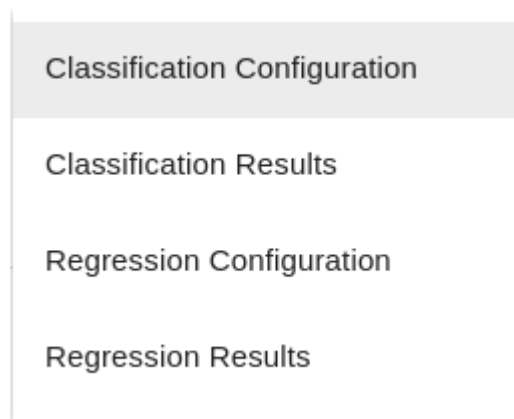 Classification Configuration
Classification Results
Regression Configuration
Regression Results